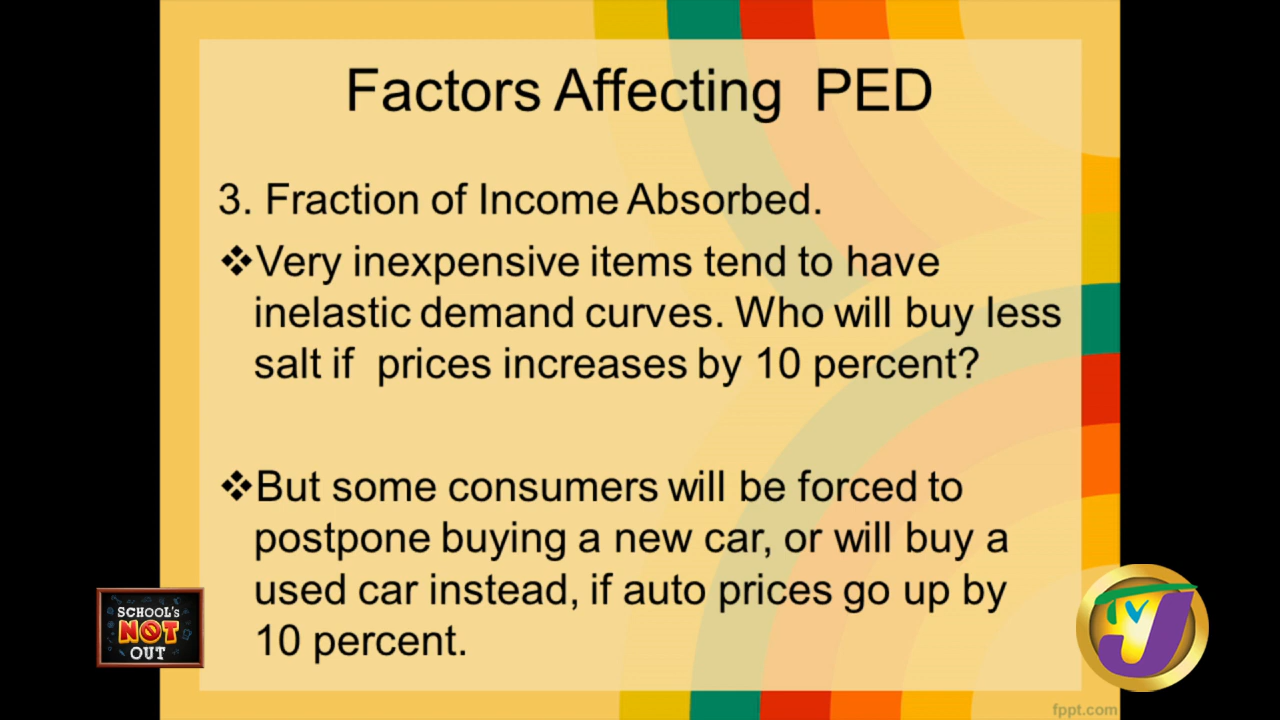 Factors Affecting PED
3. Fraction of Income Absorbed.
❖Very inexpensive items tend to have
inelastic demand curves. Who will buy less
salt if prices increases by 10 percent?
❖But some consumers will be forced to
postpone buying a new car, or will buy a
used car instead, if auto prices go up by
10 percent.
SCHOOL's
NOT
OUT
TVJ
fppt.com